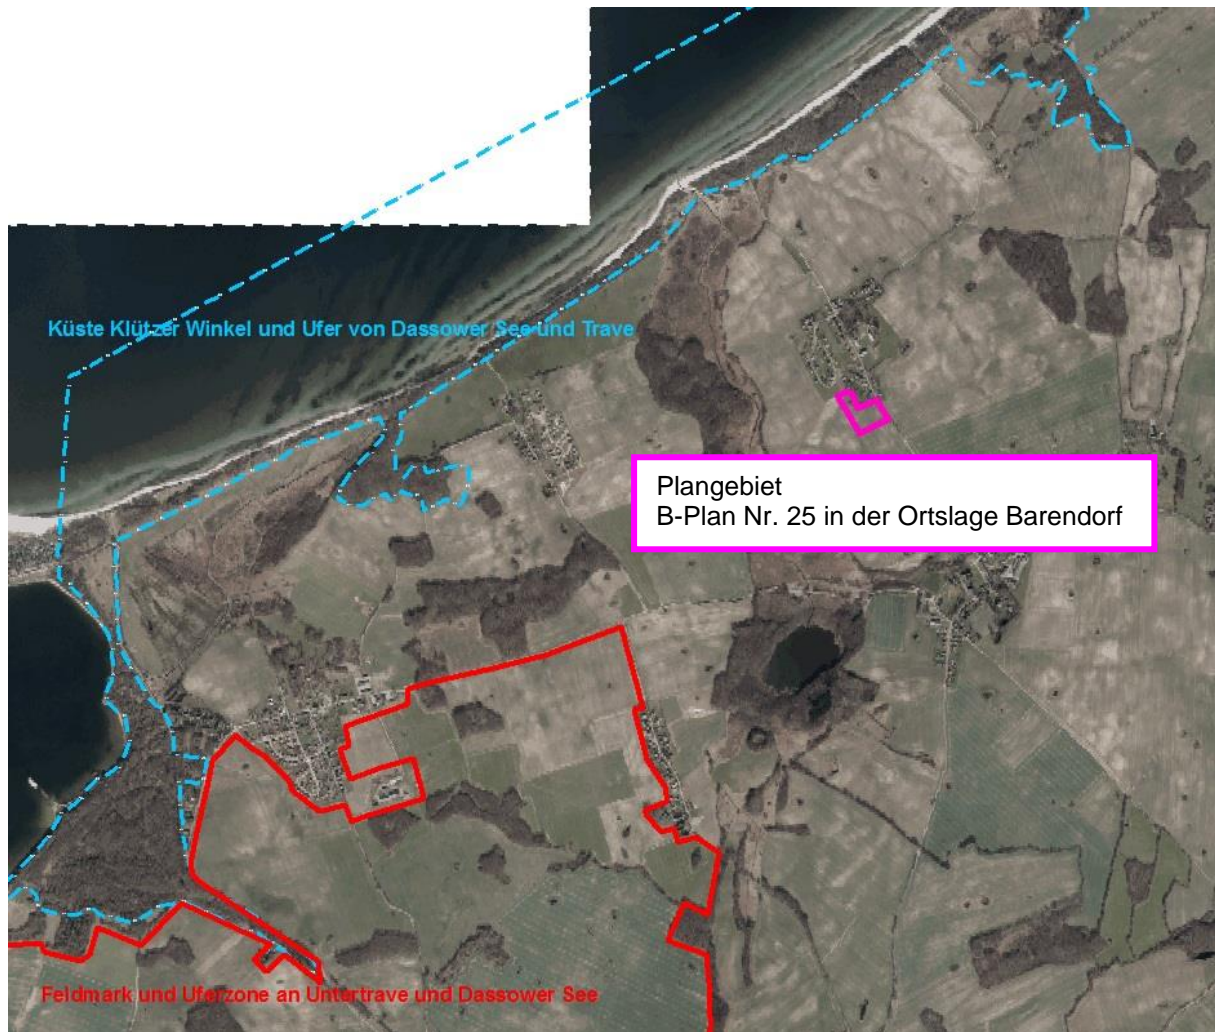 Küste Klützer Winkel und Ufer von Dassower See und Trave
Plangebiet
B-Plan Nr. 25 in der Ortslage Barendorf
Feldmark und Uferzone an Untertrave und Dassower See